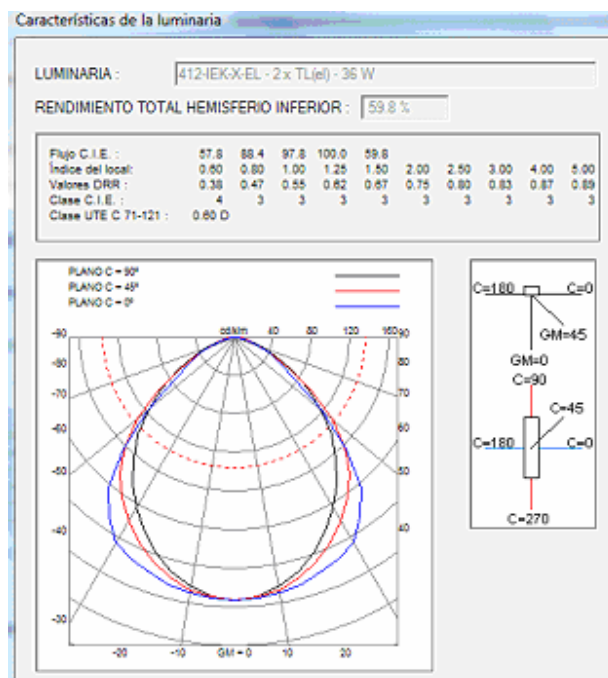 Características de la luminaria
LUMINARIA : 412-IEK-X-EL - 2 x TL(el) - 36 W
RENDIMIENTO TOTAL HEMISFERIO INFERIOR : 59.8 %
Flujo C.I.E. : 57.8 88.4 97.8 100.0 59.8
Índice del local: 0.60 0.80 1.00 1.25 1.50 2.00 2.50 3.00 4.00 5.00
Valores DRR : 0.38 0.47 0.55 0.62 0.67 0.75 0.80 0.83 0.87 0.89
Clase C.I.E. : 4 3 3 3 3 3 3 3 3 3
Clase UTE C 71-121 : 0.60 D
PLANO C = 90º
PLANO C = 45º
PLANO C = 0º
-90 cd/klm 40 80 120 160 90
-80 80
-70 70
-60 60
-50 50
-40 40
-30
-20 -10 GM = 0 10 20
C=180 C=0
GM=45
GM=0
C=90
C=45
C=180 C=0
C=270